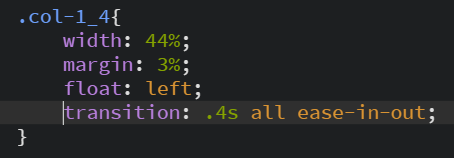 .col-1_4{
width: 44%;
margin: 3%;
float: left;
transition: .4s all ease-in-out;
}